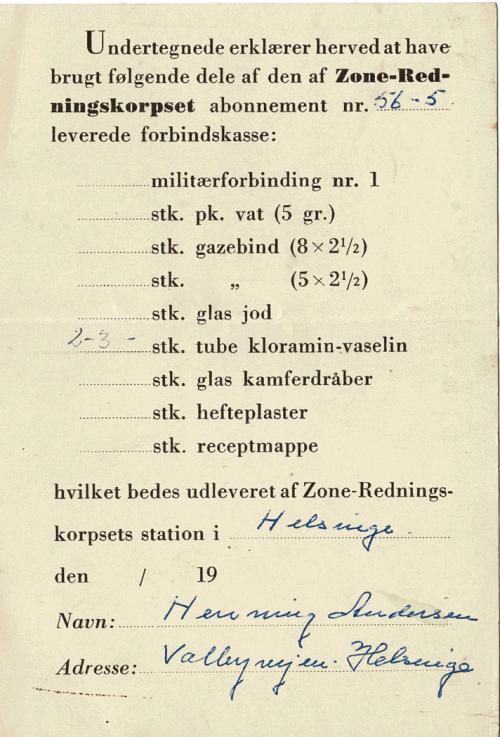 Undertegnede erklærer herved at have
brugt følgende dele af den af Zone-Red-
ningskorpset abonnement nr. 56-5
leverede forbindskasse:
militærforbinding nr. 1
stk. pk. vat (5 gr.)
stk. gazebind (8 × 2½)
stk. „ (5 × 2½)
stk. glas jod
2-3- stk. tube kloramin-vaselin
stk. glas kamferdråber
stk. hefteplaster
stk. receptmappe
hvilket bedes udleveret af Zone-Rednings-
korpsets station i Helsinge
den / 19
Navn: Henning Andersen
Adresse: Valbyvejen. Helsinge